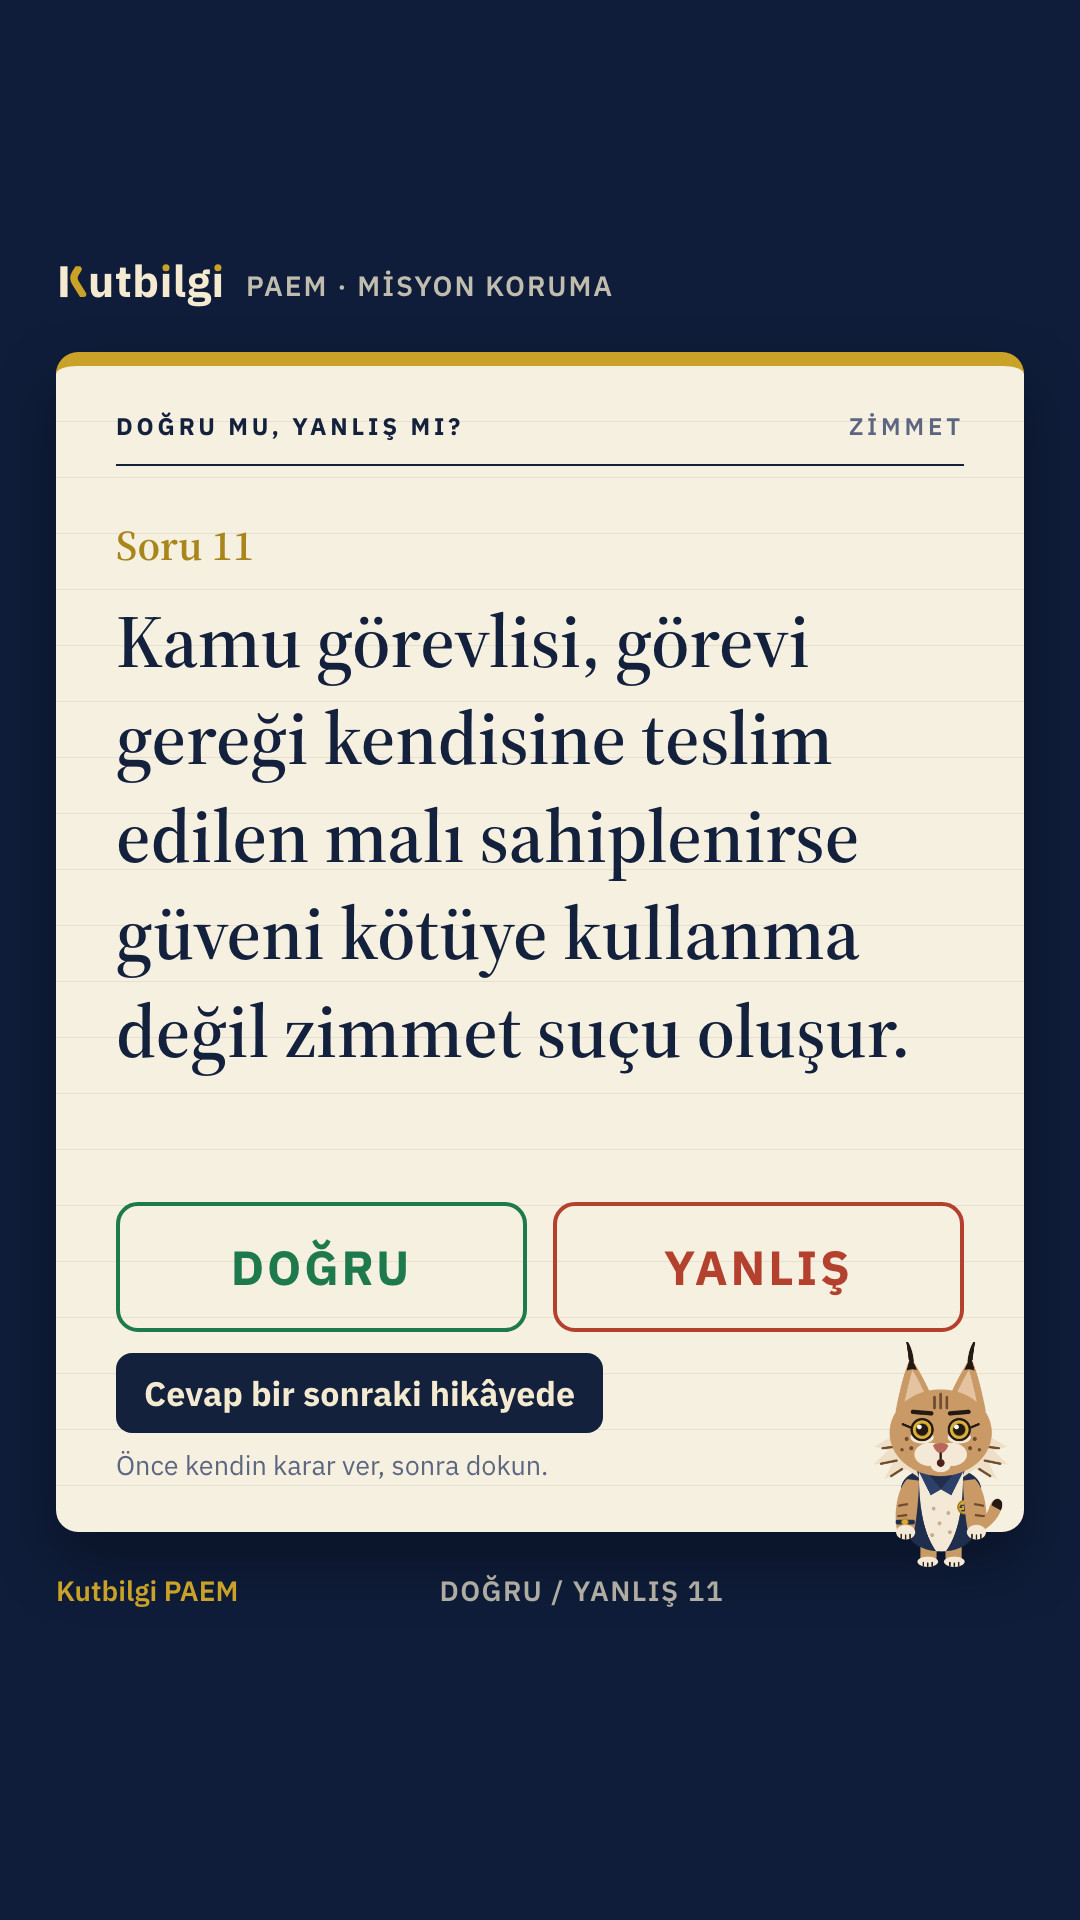 Kutbilgi PAEM · MİSYON KORUMA
DOĞRU MU, YANLIŞ MI? ZİMMET
Soru 11
Kamu görevlisi, görevi
gereği kendisine teslim
edilen malı sahiplenirse
güveni kötüye kullanma
değil zimmet suçu oluşur.
DOĞRU YANLIŞ
Cevap bir sonraki hikâyede
Önce kendin karar ver, sonra dokun.
Kutbilgi PAEM DOĞRU / YANLIŞ 11